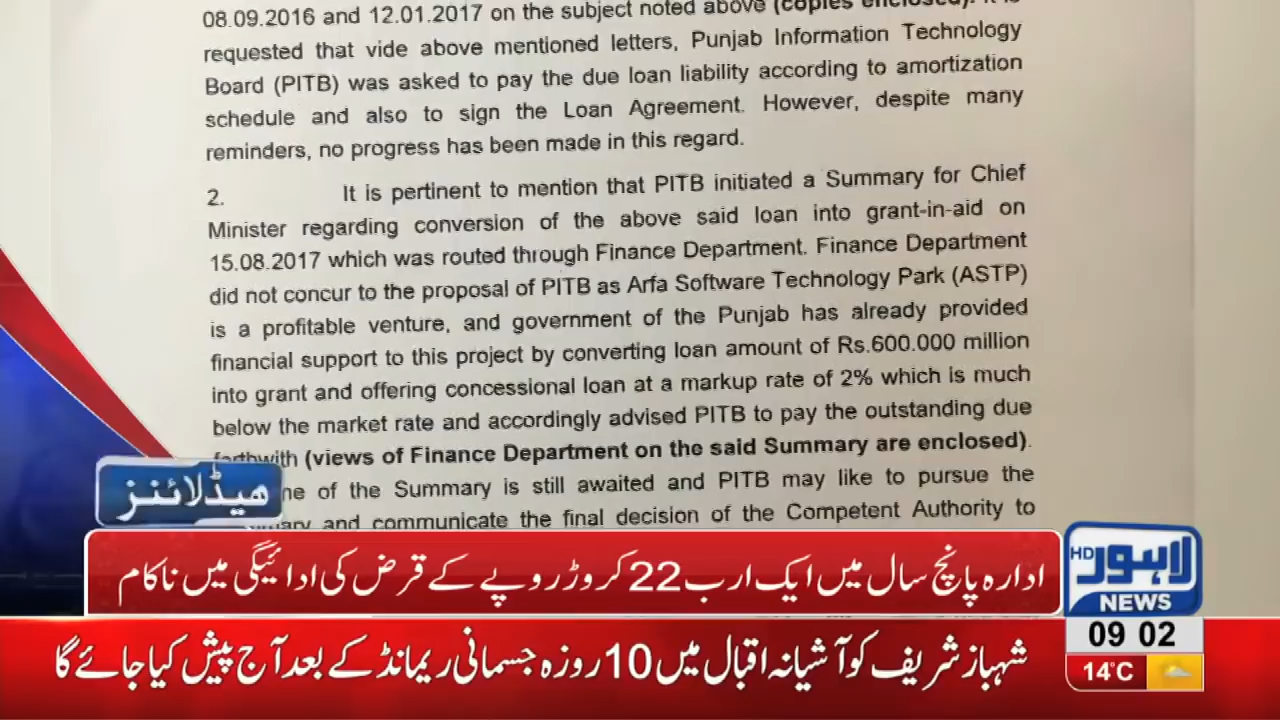 08.09.2016 and 12.01.2017 on the subject noted above (copies enclosed). It is
requested that vide above mentioned letters, Punjab Information Technology
Board (PITB) was asked to pay the due loan liability according to amortization
schedule and also to sign the Loan Agreement. However, despite many
reminders, no progress has been made in this regard.
2. It is pertinent to mention that PITB initiated a Summary for Chief
Minister regarding conversion of the above said loan into grant-in-aid on
15.08.2017 which was routed through Finance Department. Finance Department
did not concur to the proposal of PITB as Arfa Software Technology Park (ASTP)
is a profitable venture, and government of the Punjab has already provided
financial support to this project by converting loan amount of Rs.600.000 million
into grant and offering concessional loan at a markup rate of 2% which is much
below the market rate and accordingly advised PITB to pay the outstanding due
forthwith (views of Finance Department on the said Summary are enclosed).
of the Summary is still awaited and PITB may like to pursue the
and communicate the final decision of the Competent Authority to
ہیڈلائنز
ادارہ پانچ سال میں ایک ارب 22 کروڑ روپے کے قرض کی ادائیگی میں ناکام
لاہور HD
NEWS
09 02
شہباز شریف کو آشیانہ اقبال میں 10 روزہ جسمانی ریمانڈ کے بعد آج پیش کیا جائے گا
14°C